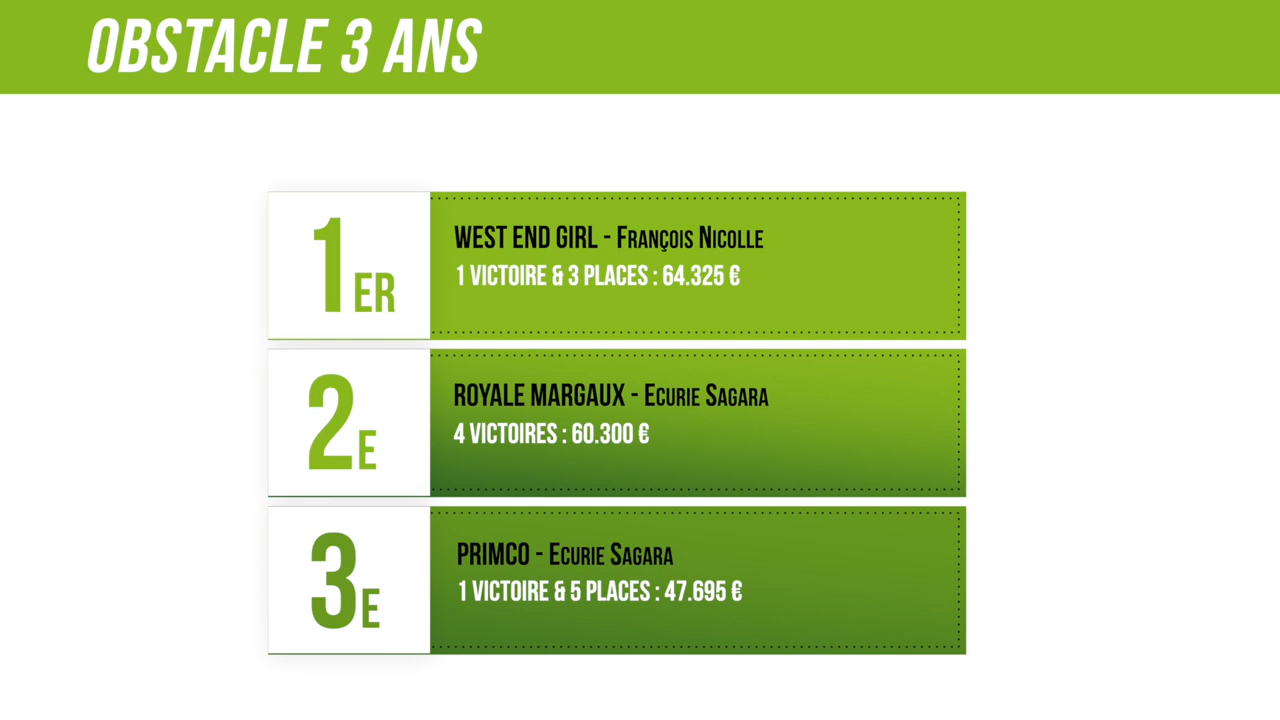 OBSTACLE 3 ANS
1ER
WEST END GIRL - François Nicolle
1 VICTOIRE & 3 PLACES : 64.325 €
2E
ROYALE MARGAUX - Ecurie Sagara
4 VICTOIRES : 60.300 €
3E
PRIMCO - Ecurie Sagara
1 VICTOIRE & 5 PLACES : 47.695 €